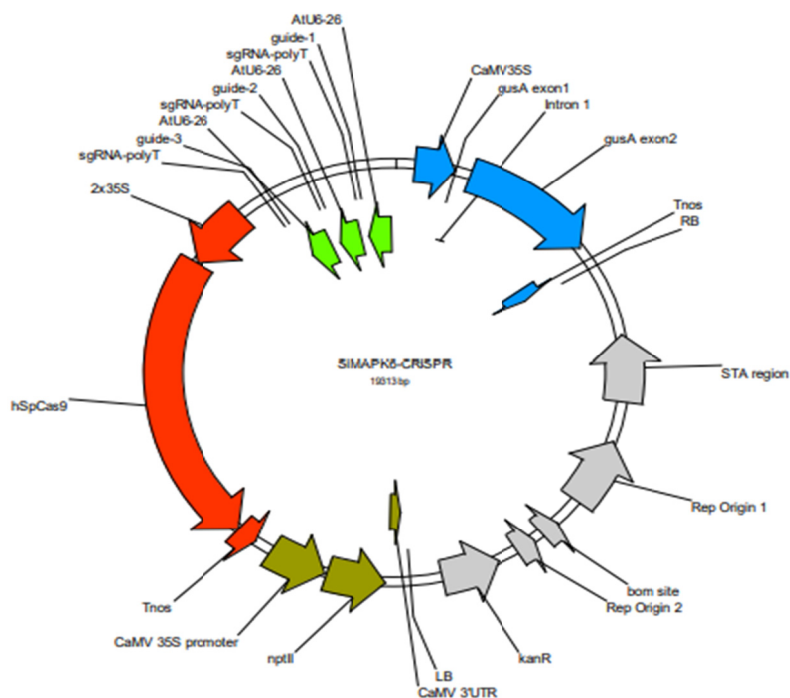 AtU6-26
guide-1
sgRNA-polyT
AtU6-26
guide-2
sgRNA-polyT
AtU6-26
guide-3
sgRNA-polyT
2x35S
CaMV35S
gusA exon1
Intron 1
gusA exon2
Tnos
RB
SlMAPK6-CRISPR
19313 bp
STA region
hSpCas9
Rep Origin 1
bom site
Rep Origin 2
Tnos
CaMV 35S promoter
nptII
kanR
LB
CaMV 3'UTR